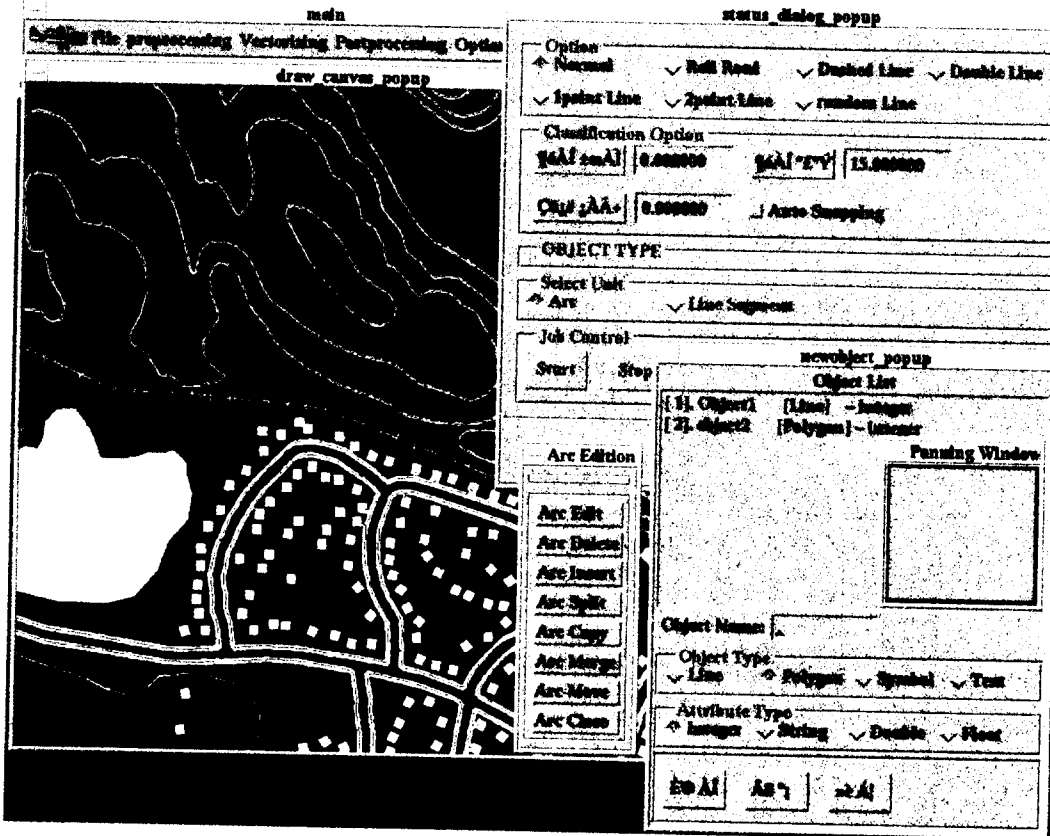 main
File preprocessing Vectorizing Postprocessing Option
draw_canvas_popup
status_dialog_popup
Option
Normal Rail Road Dashed Line Double Line
1point Line 2point Line random Line
Classification Option
0.000000 15.000000
0.000000 Auto Snapping
OBJECT TYPE
Select Unit
Arc Line Segment
Job Control
Start Stop
newobject_popup
Object List
[ 1]. Object1 [Line] - Integer
[ 2]. object2 [Polygon] - Integer
Panning Window
Arc Edition
Arc Edit
Arc Delete
Arc Insert
Arc Split
Arc Copy
Arc Merge
Arc Move
Arc Close
Object Name:
Object Type
Line Polygon Symbol Text
Attribute Type
Integer String Double Float